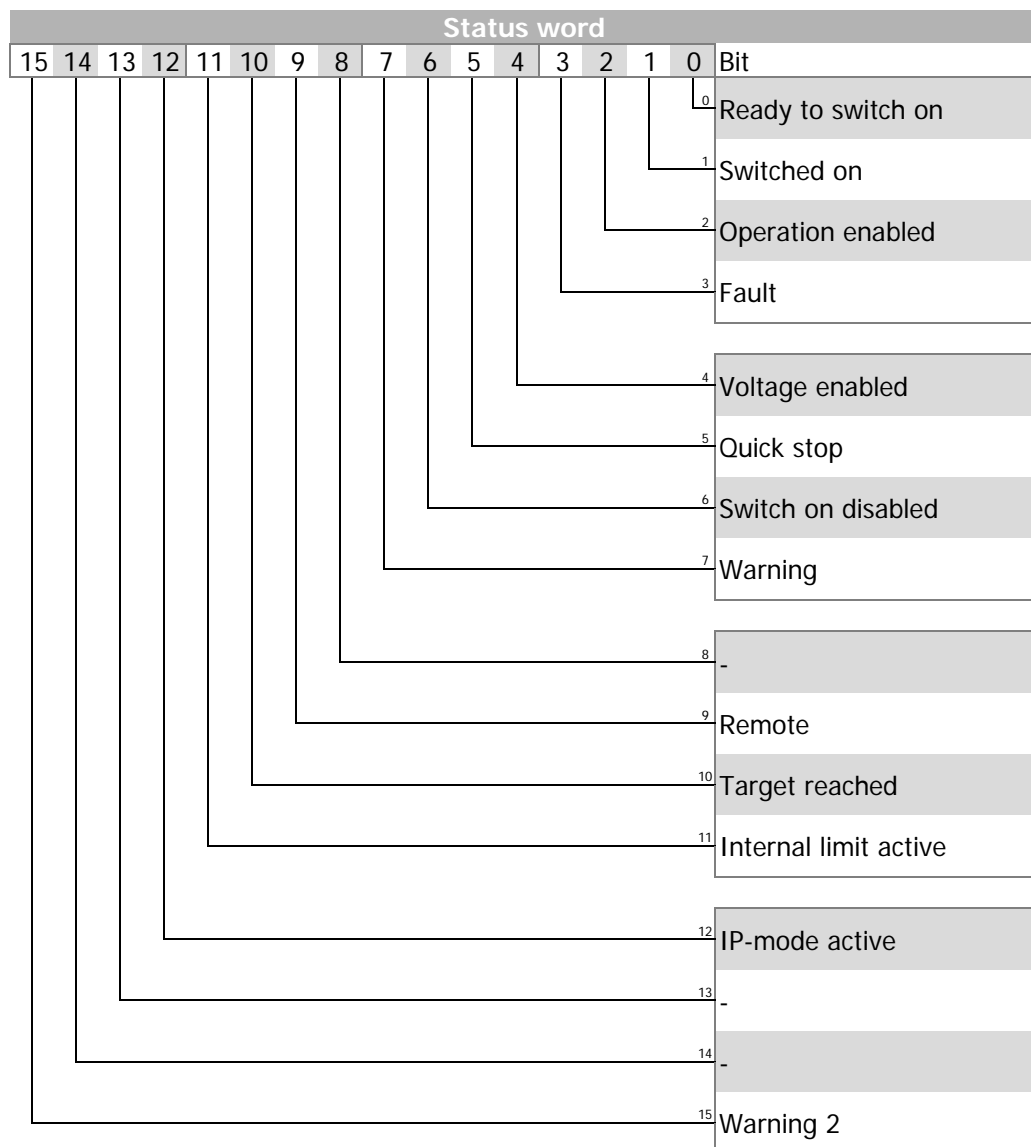 Status word
15 14 13 12 11 10 9 8 7 6 5 4 3 2 1 0 Bit
0 Ready to switch on
1 Switched on
2 Operation enabled
3 Fault
4 Voltage enabled
5 Quick stop
6 Switch on disabled
7 Warning
8 -
9 Remote
10 Target reached
11 Internal limit active
12 IP-mode active
13 -
14 -
15 Warning 2